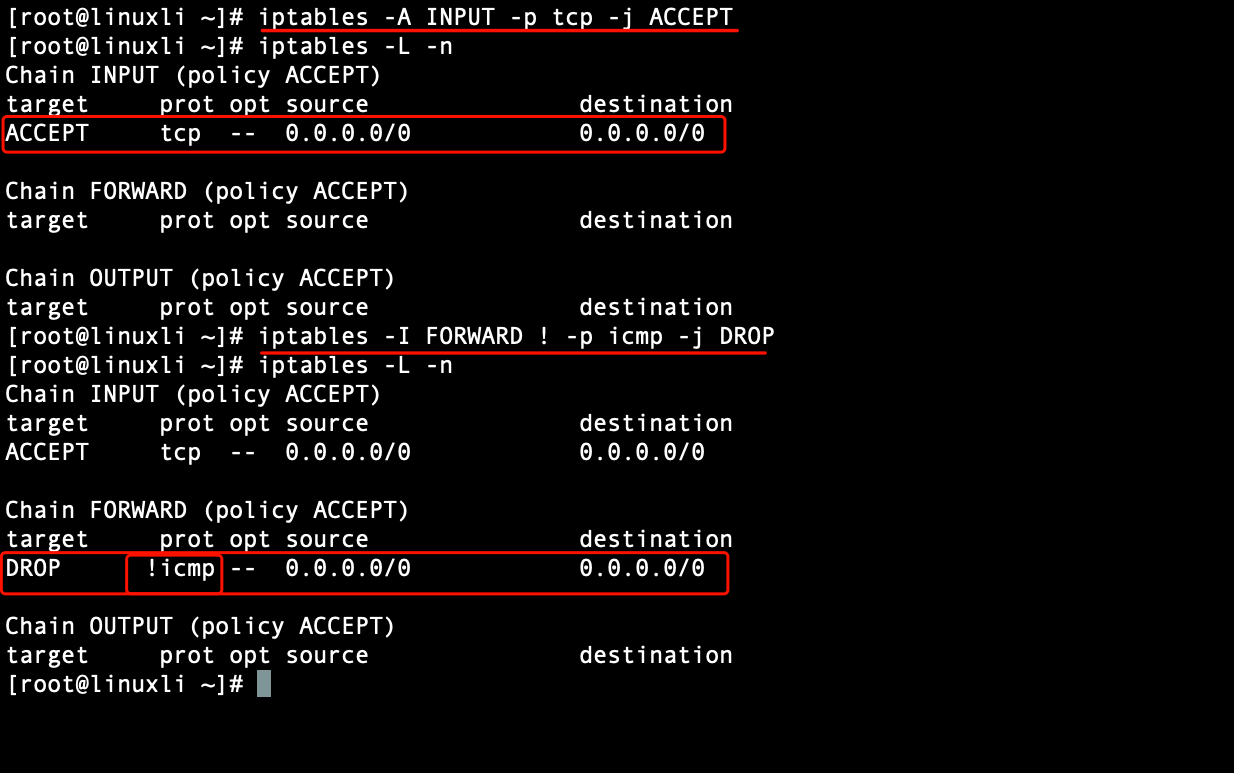 [root@linuxli ~]# iptables -A INPUT -p tcp -j ACCEPT
[root@linuxli ~]# iptables -L -n
Chain INPUT (policy ACCEPT)
target     prot opt source               destination
ACCEPT     tcp  --  0.0.0.0/0            0.0.0.0/0
Chain FORWARD (policy ACCEPT)
target     prot opt source               destination
Chain OUTPUT (policy ACCEPT)
target     prot opt source               destination
[root@linuxli ~]# iptables -I FORWARD ! -p icmp -j DROP
[root@linuxli ~]# iptables -L -n
Chain INPUT (policy ACCEPT)
target     prot opt source               destination
ACCEPT     tcp  --  0.0.0.0/0            0.0.0.0/0
Chain FORWARD (policy ACCEPT)
target     prot opt source               destination
DROP      !icmp --  0.0.0.0/0            0.0.0.0/0
Chain OUTPUT (policy ACCEPT)
target     prot opt source               destination
[root@linuxli ~]#